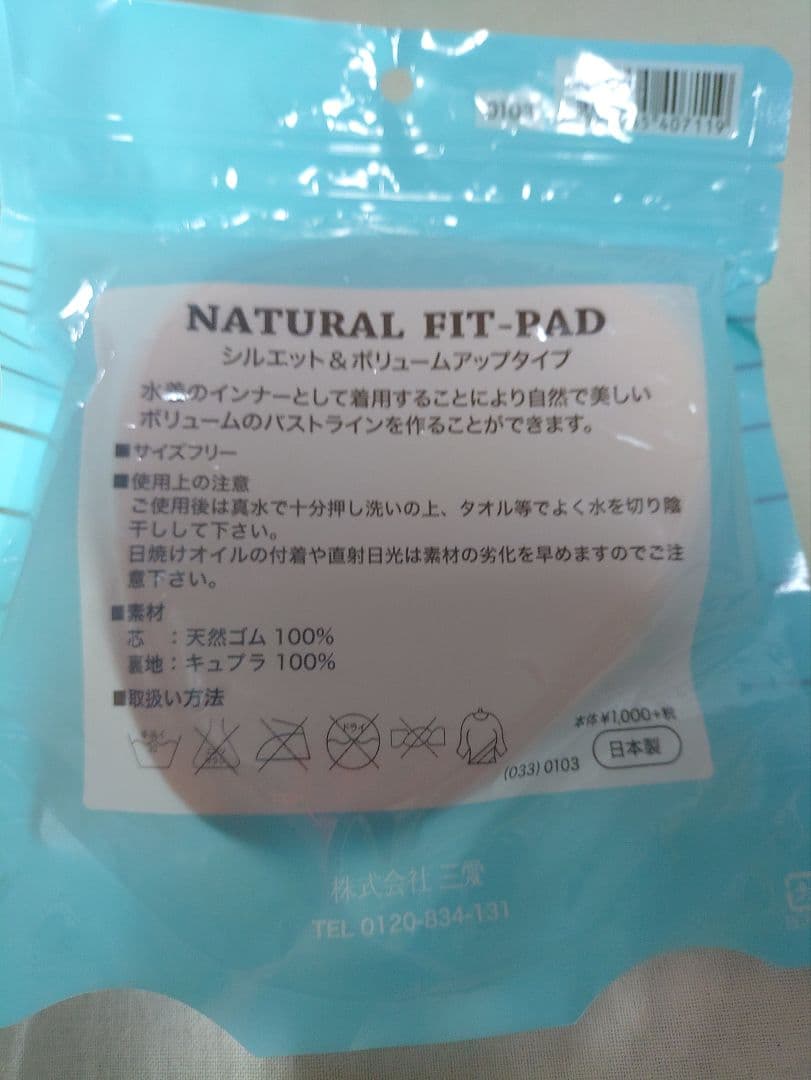 0103
407119
NATURAL FIT-PAD
シルエット&ボリュームアップタイプ
水着のインナーとして着用することにより自然で美しい
ボリュームのバストラインを作ることができます。
■サイズフリー
■使用上の注意
ご使用後は真水で十分押し洗いの上、タオル等でよく水を切り陰
干しして下さい。
日焼けオイルの付着や直射日光は素材の劣化を早めますのでご注
意下さい。
■素材
芯 :天然ゴム 100%
裏地:キュプラ 100%
■取扱い方法
手洗イ
30
ドライ
本体¥1,000+税
日本製
(033) 0103
株式会社 三愛
TEL 0120-834-131